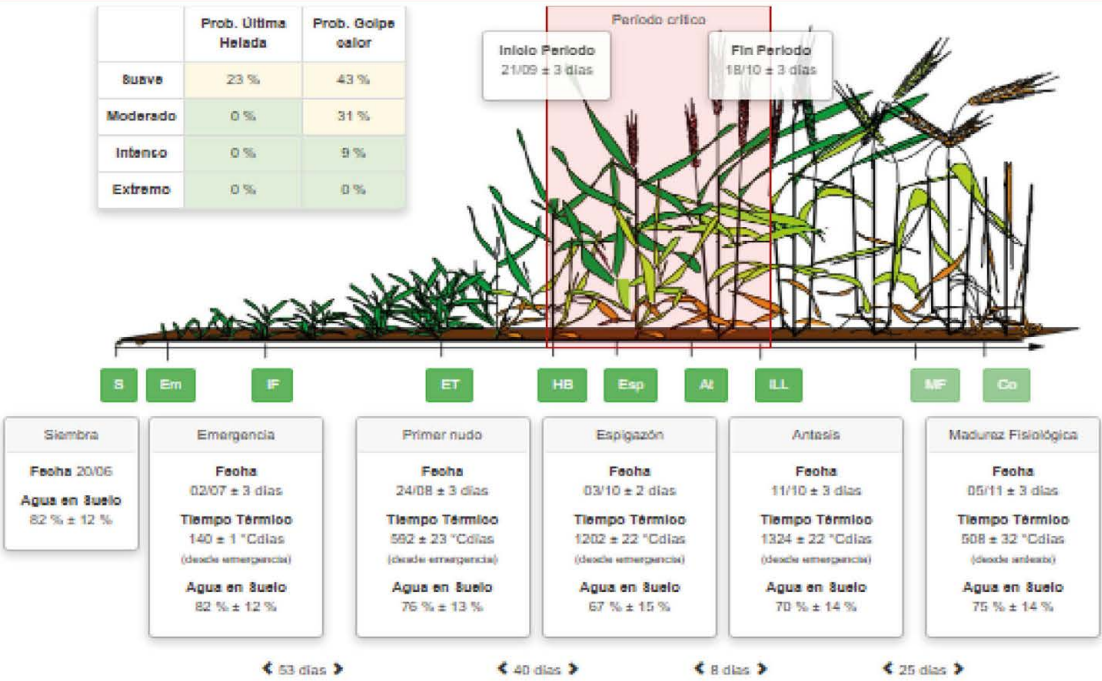 Prob. Última Helada
Prob. Golpe calor
Suave 23 % 43 %
Moderado 0 % 31 %
Intenso 0 % 9 %
Extremo 0 % 0 %
Período crítico
Inicio Periodo
21/09 ± 3 días
Fin Periodo
18/10 ± 3 días
S Em IF ET HB Esp At ILL MF Co
Siembra
Fecha 20/06
Agua en Suelo
82 % ± 12 %
Emergencia
Fecha
02/07 ± 3 días
Tiempo Térmico
140 ± 1 °Cdías
(desde emergencia)
Agua en Suelo
82 % ± 12 %
Primer nudo
Fecha
24/08 ± 3 días
Tiempo Térmico
592 ± 23 °Cdías
(desde emergencia)
Agua en Suelo
76 % ± 13 %
Espigazón
Fecha
03/10 ± 2 días
Tiempo Térmico
1202 ± 22 °Cdías
(desde emergencia)
Agua en Suelo
67 % ± 15 %
Antesis
Fecha
11/10 ± 3 días
Tiempo Térmico
1324 ± 22 °Cdías
(desde emergencia)
Agua en Suelo
70 % ± 14 %
Madurez Fisiológica
Fecha
05/11 ± 3 días
Tiempo Térmico
508 ± 32 °Cdías
(desde antesis)
Agua en Suelo
75 % ± 14 %
53 días
40 días
8 días
25 días